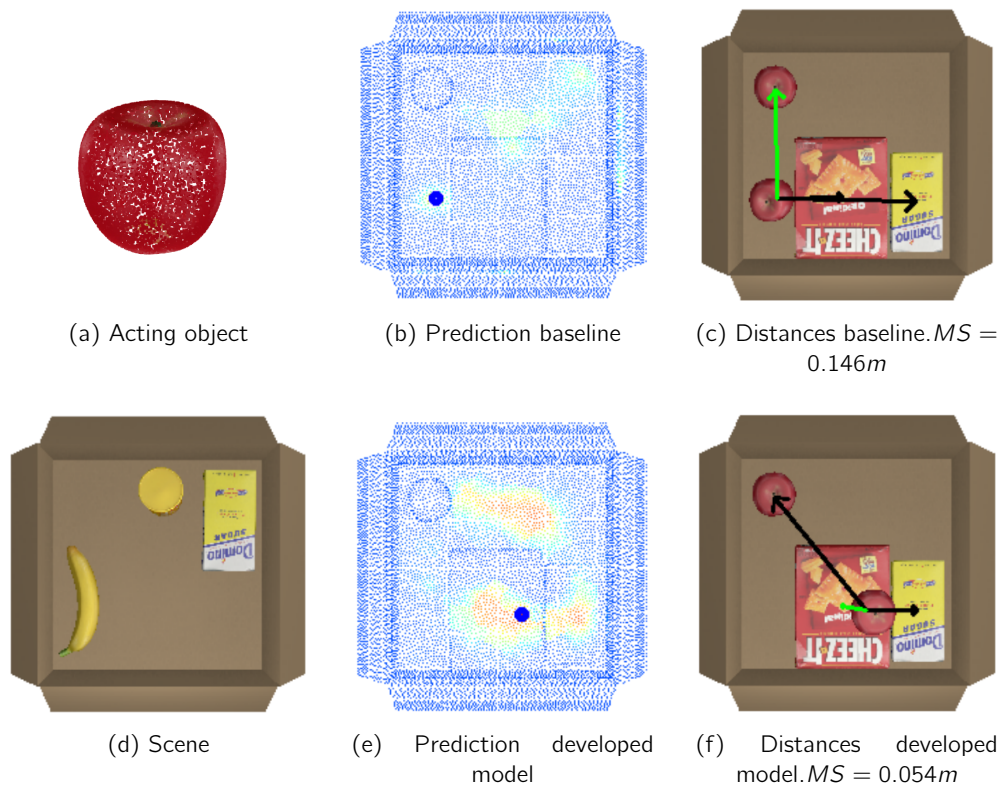 ORIGINAL
CHEEZ-IT
SUGAR
Domino
(a) Acting object
(b) Prediction baseline
(c) Distances baseline.MS =
0.146m
SUGAR
Domino
CHEEZ-IT
SUGAR
Domino
(d) Scene
(e) Prediction developed
model
(f) Distances developed
model.MS = 0.054m